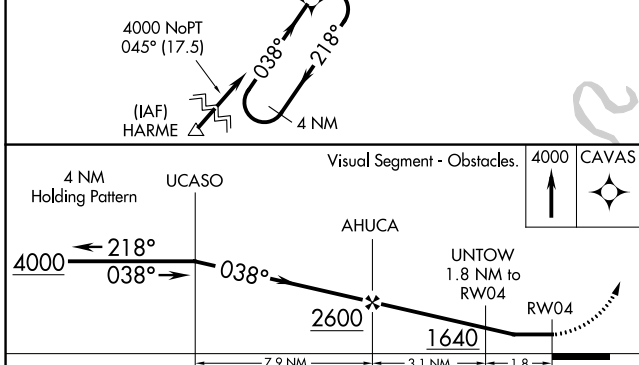 4000 NoPT
045° (17.5)
038°
218°
(IAF)
HARME
4 NM
4 NM
Holding Pattern
UCASO
Visual Segment - Obstacles.
4000
CAVAS
AHUCA
218°
4000
038°
038°
UNTOW
1.8 NM to
RW04
RW04
2600
1640
7.9 NM
3.1 NM
1.8